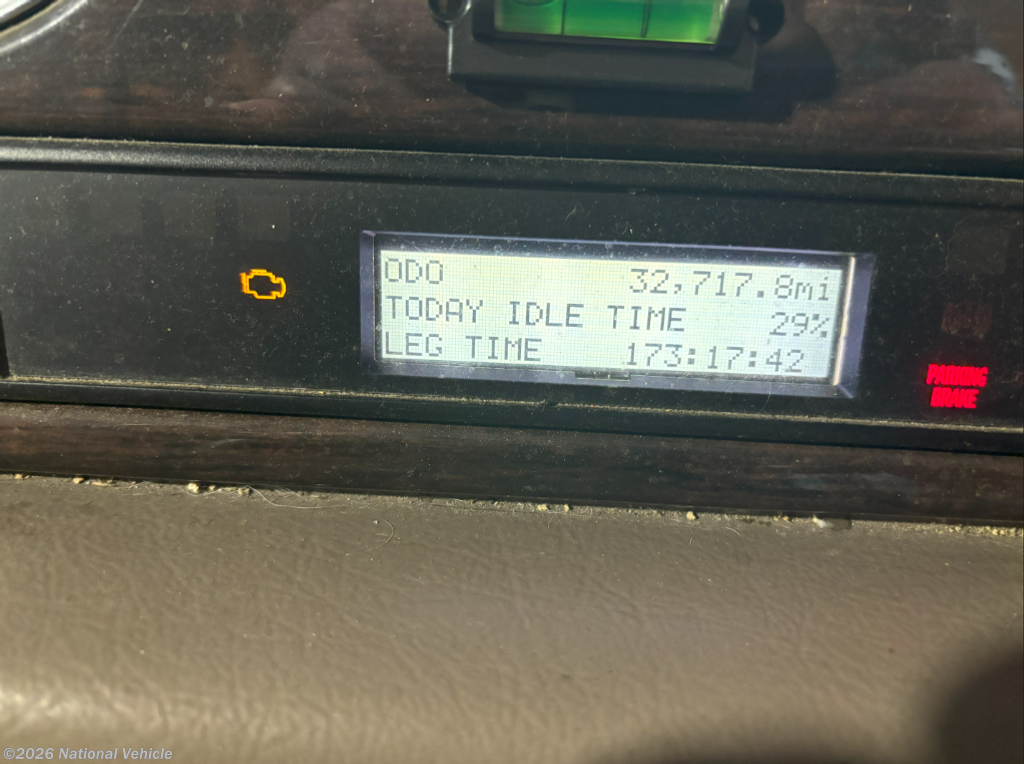 ODO 32,717.8mi
TODAY IDLE TIME 29%
LEG TIME 173:17:42
PARKING
BRAKE
©2026 National Vehicle